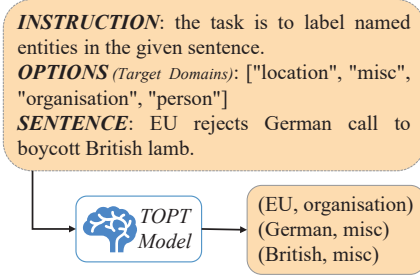 INSTRUCTION: the task is to label named
entities in the given sentence.
OPTIONS (Target Domains): ["location", "misc",
"organisation", "person"]
SENTENCE: EU rejects German call to
boycott British lamb.
TOPT
Model
(EU, organisation)
(German, misc)
(British, misc)